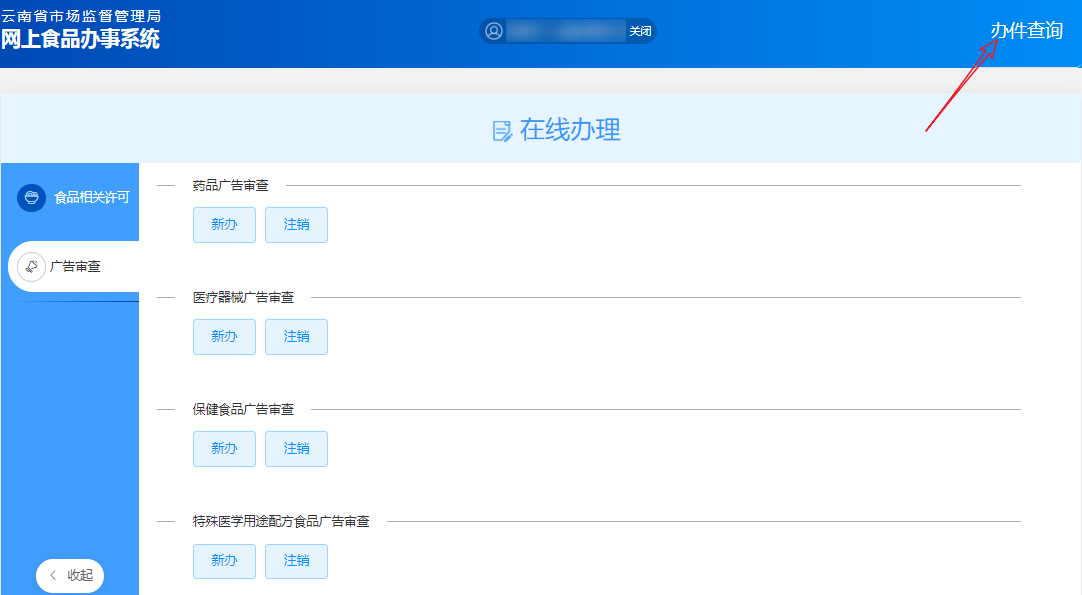 云南省市场监督管理局
网上食品办事系统
关闭
办件查询
在线办理
食品相关许可
广告审查
药品广告审查
新办 注销
医疗器械广告审查
新办 注销
保健食品广告审查
新办 注销
特殊医学用途配方食品广告审查
新办 注销
收起